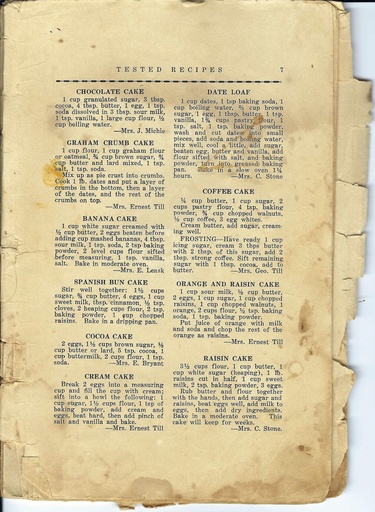 TESTED RECIPES 7
CHOCOLATE CAKE
1 cup granulated sugar, 3 tbsp.
cocoa, 4 tbsp. butter, 1 egg, 1 tsp.
soda dissolved in 3 tbsp. sour milk,
1 tsp. vanilla, 1 large cup flour, ½
cup boiling water.
—Mrs. J. Michie
GRAHAM CRUMB CAKE
1 cup flour, 1 cup graham flour
or oatmeal, ¾ cup brown sugar, ¾
cup butter and lard mixed, 1 tsp.
salt, 1 tsp. soda.
Mix up like crust into crumbs.
Cook 1 lb. dates and put a layer of
crumbs in the bottom, then a layer
of the dates, and the rest of the
crumbs on top.
—Mrs. Ernest Till
BANANA CAKE
1 cup white sugar creamed with
½ cup butter, 2 eggs beaten before
adding cup mashed bananas, 4 tbsp.
sour milk, 1 tsp. soda, 2 tsp. baking
powder, 2 level cups flour sifted
before measuring, 1 tsp. vanilla,
salt. Bake in moderate oven.
—Mrs. E. Lensk
SPANISH BUN CAKE
Stir well together: 1½ cups
sugar, ¾ cup butter, 4 eggs, 1 cup
sweet milk, tbsp. cinnamon, ½ tsp.
cloves, 2 heaping cups flour, 2 tsp.
baking powder, 1 cup chopped
raisins. Bake in a dripping pan.
COCOA CAKE
2 eggs, 1½ cups brown sugar, ½
cup butter or lard, 5 tsp. cocoa, 1
cup buttermilk, 2 cups flour, 1 tsp.
soda. —Mrs. E. Bryant
CREAM CAKE
Break 2 eggs into a measuring
cup and fill the cup with cream;
sift into a bowl the following: 1
cup sugar, 1½ cups flour, 1 tsp of
baking powder, add cream and
eggs, beat hard, then add pinch of
salt and vanilla and bake.
—Mrs. Ernest Till
DATE LOAF
1 cup dates, 1 tsp baking soda, 1
cup boiling water, ¾ cup brown
sugar, 1 egg, 1 tbsp. butter, 1 tsp.
vanilla, 1¾ cups pastry flour, 1
tsp. salt, 1 tsp. baking powder,
wash and cut dates into small
pieces, add soda and boiling water,
mix well, cool a little, add sugar,
beaten egg, butter and vanilla, add
flour sifted with salt, and baking
powder, turn into greased baking
pan. Bake in a slow oven 1¼
hours. —Mrs. C. Stone
COFFEE CAKE
¾ cup butter, 1 cup sugar, 2
cups pastry flour, 4 tsp. baking
powder, ¾ cup chopped walnuts,
½ cup coffee, 3 egg whites.
Cream butter, add sugar, cream-
ing well.
FROSTING—Have ready 1 cup
icing sugar, cream 3 tbps butter
with 2 tbsp. of this sugar, add 2
tbsp. strong coffee. Sift remaining
sugar with 1 tbsp. cocoa, add to
butter. —Mrs. Geo. Till
ORANGE AND RAISIN CAKE
1 cup sour milk, ½ cup butter,
2 eggs, 1 cup sugar, 1 cup chopped
raisins, 1 cup chopped walnuts, 1
orange, 2 cups flour, ½ tsp. baking
soda, 1 tsp. baking powder.
Put juice of orange with milk
and soda and chop the rest of the
orange as raisins.
—Mrs. Ernest Till
RAISIN CAKE
3½ cups flour, 1 cup butter, 1
cup white sugar (heaping), 1 lb.
raisins cut in half, 1 cup sweet
milk, 2 tsp. baking powder, 3 eggs.
Rub butter and flour together
with the hands, then add sugar and
raisins, beat eggs well, add milk to
eggs, then add dry ingredients.
Bake in a moderate oven. This
cake will keep for weeks.
—Mrs. C. Stone.